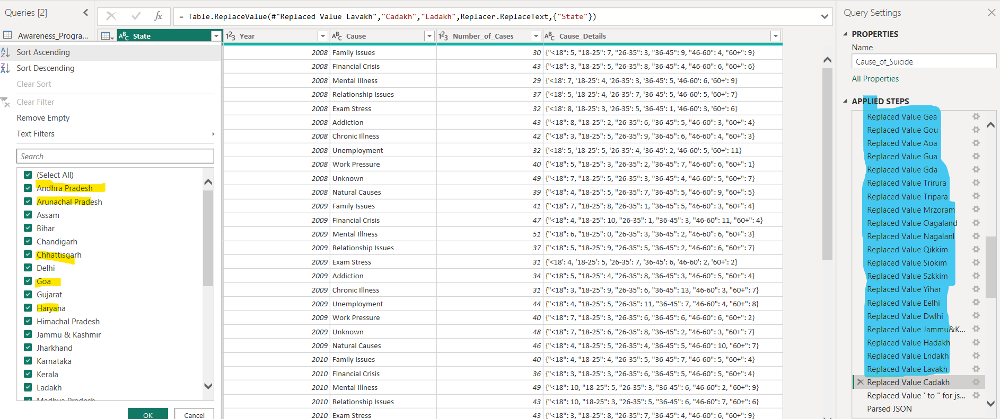 Queries [2]
= Table.ReplaceValue(#"Replaced Value Lavakh","Cadakh","Ladakh",Replacer.ReplaceText,{"State"})
Query Settings
Awareness_Progra...
State Year Cause Number_of_Cases Cause_Details
Sort Ascending
Sort Descending
Clear Sort
Clear Filter
Remove Empty
Text Filters
Search
(Select All)
Andhra Pradesh
Arunachal Pradesh
Assam
Bihar
Chandigarh
Chhattisgarh
Delhi
Goa
Gujarat
Haryana
Himachal Pradesh
Jammu & Kashmir
Jharkhand
Karnataka
Kerala
Ladakh
Madhya Pradesh
OK Cancel
2008 Family Issues 30 {"<18": 5, "18-25": 7, "26-35": 3, "36-45": 9, "46-60": 4, "60+": 9}
2008 Financial Crisis 43 {"<18": 3, "18-25": 5, "26-35": 8, "36-45": 4, "46-60": 6, "60+": 6}
2008 Mental Illness 29 {'<18': 7, '18-25': 4, '26-35': 3, '36-45': 5, '46-60': 6, '60+': 9}
2008 Relationship Issues 37 {'<18': 5, '18-25': 4, '26-35': 7, '36-45': 5, '46-60': 5, '60+': 7}
2008 Exam Stress 32 {'<18': 8, '18-25': 3, '26-35': 5, '36-45': 1, '46-60': 3, '60+': 6}
2008 Addiction 43 {"<18": 8, "18-25": 2, "26-35": 6, "36-45": 5, "46-60": 3, "60+": 4}
2008 Chronic Illness 42 {"<18": 3, "18-25": 5, "26-35": 9, "36-45": 6, "46-60": 4, "60+": 3}
2008 Unemployment 32 {'<18': 5, '18-25': 5, '26-35': 4, '36-45': 2, '46-60': 5, '60+': 11}
2008 Work Pressure 40 {"<18": 5, "18-25": 3, "26-35": 2, "36-45": 7, "46-60": 6, "60+": 1}
2008 Unknown 49 {"<18": 7, "18-25": 5, "26-35": 3, "36-45": 4, "46-60": 5, "60+": 7}
2008 Natural Causes 39 {"<18": 4, "18-25": 5, "26-35": 7, "36-45": 5, "46-60": 9, "60+": 5}
2009 Family Issues 41 {"<18": 7, "18-25": 8, "26-35": 1, "36-45": 5, "46-60": 3, "60+": 4}
2009 Financial Crisis 47 {"<18": 4, "18-25": 10, "26-35": 1, "36-45": 3, "46-60": 11, "60+": 4}
2009 Mental Illness 51 {"<18": 6, "18-25": 0, "26-35": 3, "36-45": 2, "46-60": 6, "60+": 3}
2009 Relationship Issues 37 {"<18": 5, "18-25": 9, "26-35": 5, "36-45": 2, "46-60": 6, "60+": 7}
2009 Exam Stress 31 {'<18': 4, '18-25': 5, '26-35': 7, '36-45': 6, '46-60': 2, '60+': 2}
2009 Addiction 34 {"<18": 5, "18-25": 4, "26-35": 8, "36-45": 3, "46-60": 5, "60+": 4}
2009 Chronic Illness 31 {"<18": 3, "18-25": 9, "26-35": 6, "36-45": 13, "46-60": 3, "60+": 7}
2009 Unemployment 44 {"<18": 4, "18-25": 5, "26-35": 11, "36-45": 7, "46-60": 4, "60+": 8}
2009 Work Pressure 40 {"<18": 7, "18-25": 3, "26-35": 6, "36-45": 6, "46-60": 6, "60+": 2}
2009 Unknown 48 {"<18": 7, "18-25": 6, "26-35": 8, "36-45": 2, "46-60": 3, "60+": 7}
2009 Natural Causes 46 {"<18": 4, "18-25": 5, "26-35": 4, "36-45": 5, "46-60": 10, "60+": 7}
2010 Family Issues 40 {"<18": 4, "18-25": 4, "26-35": 5, "36-45": 7, "46-60": 5, "60+": 4}
2010 Financial Crisis 36 {"<18": 3, "18-25": 3, "26-35": 6, "36-45": 5, "46-60": 5, "60+": 4}
2010 Mental Illness 49 {"<18": 10, "18-25": 5, "26-35": 3, "36-45": 6, "46-60": 2, "60+": 9}
2010 Relationship Issues 43 {"<18": 10, "18-25": 3, "26-35": 5, "36-45": 6, "46-60": 7, "60+": 6}
2010 Exam Stress 43 {"<18": 3, "18-25": 8, "26-35": 7, "36-45": 4, "46-60": 6, "60+": 9}
PROPERTIES
Name
Cause_of_Suicide
All Properties
APPLIED STEPS
Replaced Value Gea
Replaced Value Gou
Replaced Value Aoa
Replaced Value Gua
Replaced Value Gda
Replaced Value Trirura
Replaced Value Tripara
Replaced Value Mrzoram
Replaced Value Oagaland
Replaced Value Nagalanl
Replaced Value Qikkim
Replaced Value Siokim
Replaced Value Szkkim
Replaced Value Yihar
Replaced Value Eelhi
Replaced Value Dwlhi
Replaced Value Jammu&K...
Replaced Value Hadakh
Replaced Value Lndakh
Replaced Value Lavakh
Replaced Value Cadakh
Replaced Value ' to " for js...
Parsed JSON